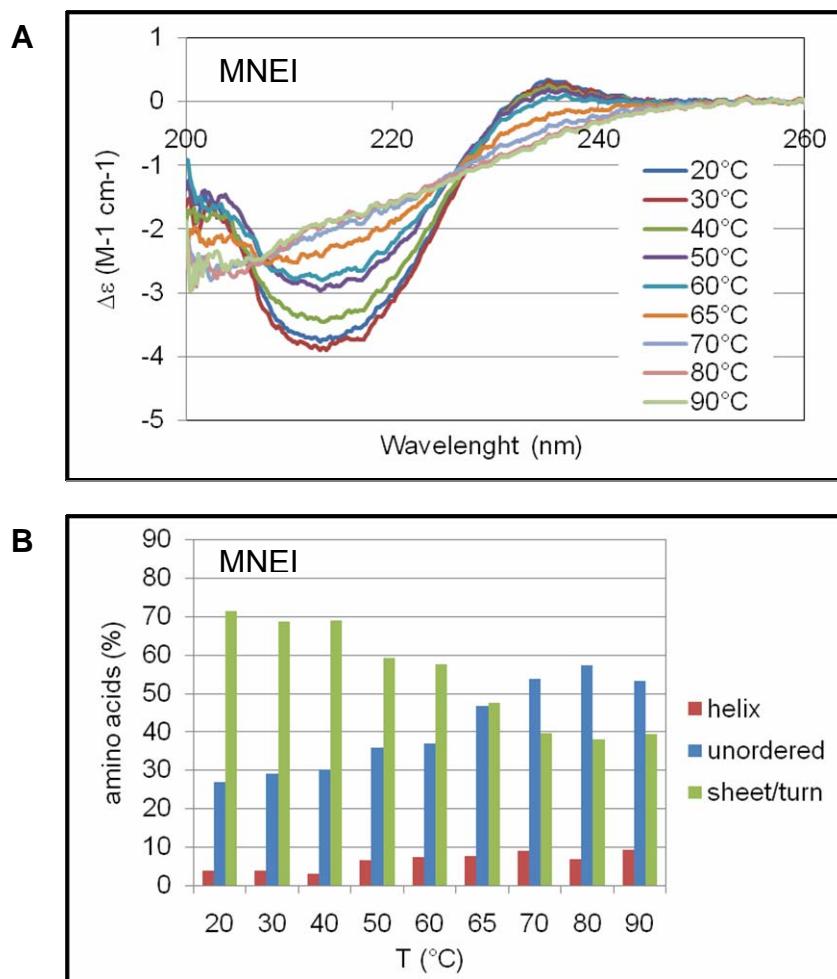 A
MNEI
1
0
-1
-2
-3
-4
-5
200
220
240
260
Δε (M-1 cm-1)
Wavelenght (nm)
20°C
30°C
40°C
50°C
60°C
65°C
70°C
80°C
90°C
B
MNEI
90
80
70
60
50
40
30
20
10
0
amino acids (%)
20 30 40 50 60 65 70 80 90
T (°C)
helix
unordered
sheet/turn